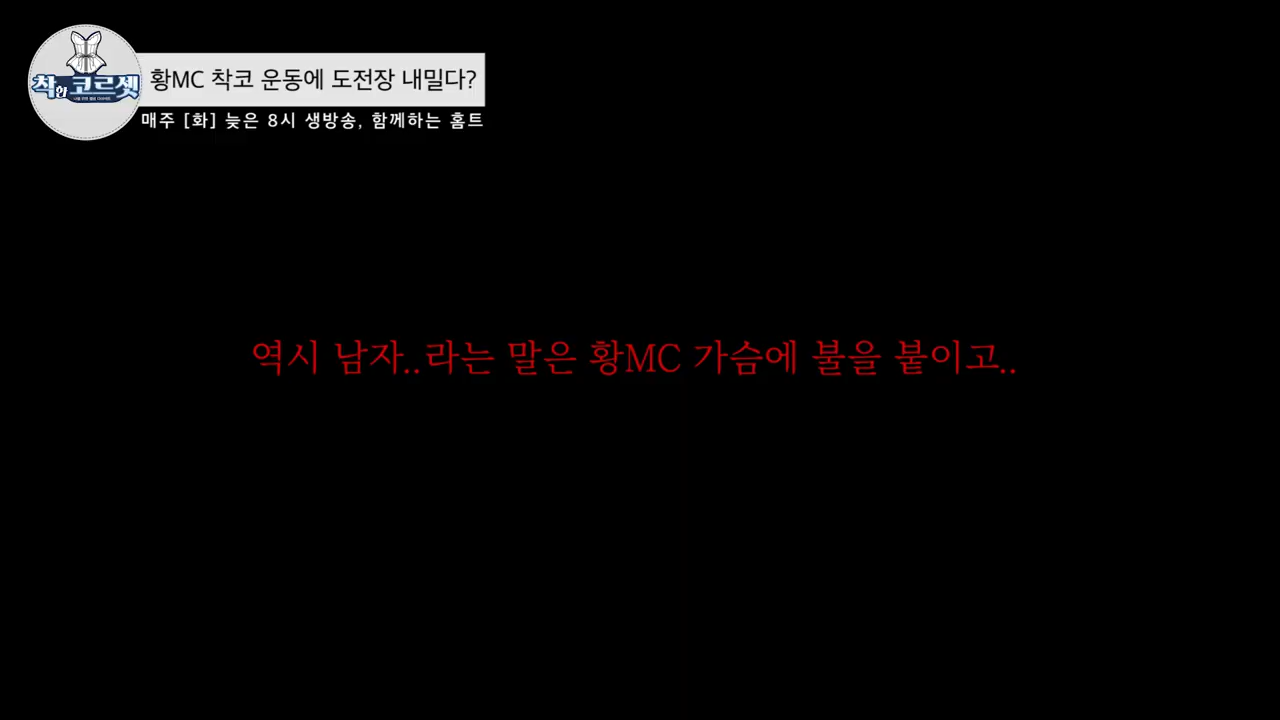 착한 코르셋
황MC 착코 운동에 도전장 내밀다?
매주 [화] 늦은 8시 생방송, 함께하는 홈트
역시 남자..라는 말은 황MC 가슴에 불을 붙이고..